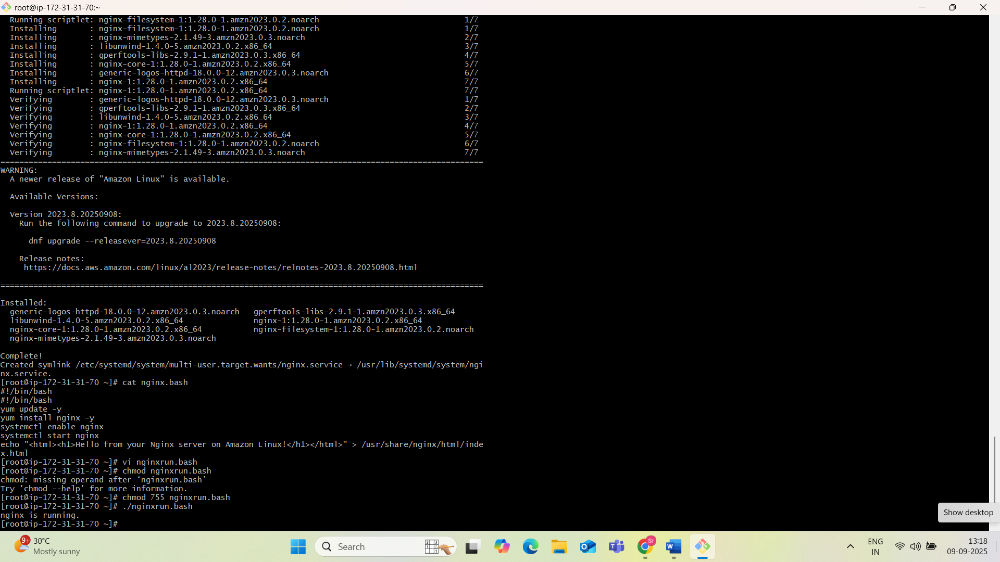 root@ip-172-31-31-70:~
  Running scriptlet: nginx-filesystem-1:1.28.0-1.amzn2023.0.2.noarch                               1/7
  Installing       : nginx-filesystem-1:1.28.0-1.amzn2023.0.2.noarch                               1/7
  Installing       : nginx-mimetypes-2.1.49-3.amzn2023.0.3.noarch                                  2/7
  Installing       : libunwind-1.4.0-5.amzn2023.0.2.x86_64                                         3/7
  Installing       : gperftools-libs-2.9.1-1.amzn2023.0.3.x86_64                                   4/7
  Installing       : nginx-core-1:1.28.0-1.amzn2023.0.2.x86_64                                     5/7
  Installing       : generic-logos-httpd-18.0.0-12.amzn2023.0.3.noarch                             6/7
  Installing       : nginx-1:1.28.0-1.amzn2023.0.2.x86_64                                          7/7
  Running scriptlet: nginx-1:1.28.0-1.amzn2023.0.2.x86_64                                          7/7
  Verifying        : generic-logos-httpd-18.0.0-12.amzn2023.0.3.noarch                             1/7
  Verifying        : gperftools-libs-2.9.1-1.amzn2023.0.3.x86_64                                   2/7
  Verifying        : libunwind-1.4.0-5.amzn2023.0.2.x86_64                                         3/7
  Verifying        : nginx-1:1.28.0-1.amzn2023.0.2.x86_64                                          4/7
  Verifying        : nginx-core-1:1.28.0-1.amzn2023.0.2.x86_64                                     5/7
  Verifying        : nginx-filesystem-1:1.28.0-1.amzn2023.0.2.noarch                               6/7
  Verifying        : nginx-mimetypes-2.1.49-3.amzn2023.0.3.noarch                                  7/7
=======================================================================================================
WARNING:
  A newer release of "Amazon Linux" is available.
  Available Versions:
  Version 2023.8.20250908:
    Run the following command to upgrade to 2023.8.20250908:
      dnf upgrade --releasever=2023.8.20250908
    Release notes:
     https://docs.aws.amazon.com/linux/al2023/release-notes/relnotes-2023.8.20250908.html
=======================================================================================================
Installed:
  generic-logos-httpd-18.0.0-12.amzn2023.0.3.noarch   gperftools-libs-2.9.1-1.amzn2023.0.3.x86_64
  libunwind-1.4.0-5.amzn2023.0.2.x86_64               nginx-1:1.28.0-1.amzn2023.0.2.x86_64
  nginx-core-1:1.28.0-1.amzn2023.0.2.x86_64           nginx-filesystem-1:1.28.0-1.amzn2023.0.2.noarch
  nginx-mimetypes-2.1.49-3.amzn2023.0.3.noarch
Complete!
Created symlink /etc/systemd/system/multi-user.target.wants/nginx.service → /usr/lib/systemd/system/ngi
nx.service.
[root@ip-172-31-31-70 ~]# cat nginx.bash
#!/bin/bash
#!/bin/bash
yum update -y
yum install nginx -y
systemctl enable nginx
systemctl start nginx
echo "<html><h1>Hello from your Nginx server on Amazon Linux!</h1></html>" > /usr/share/nginx/html/inde
x.html
[root@ip-172-31-31-70 ~]# vi nginxrun.bash
[root@ip-172-31-31-70 ~]# chmod nginxrun.bash
chmod: missing operand after ‘nginxrun.bash’
Try 'chmod --help' for more information.
[root@ip-172-31-31-70 ~]# chmod 755 nginxrun.bash
[root@ip-172-31-31-70 ~]# ./nginxrun.bash
nginx is running.
[root@ip-172-31-31-70 ~]#
Show desktop
9+
30°C
Mostly sunny
Search
Sr
ENG
IN
13:18
09-09-2025